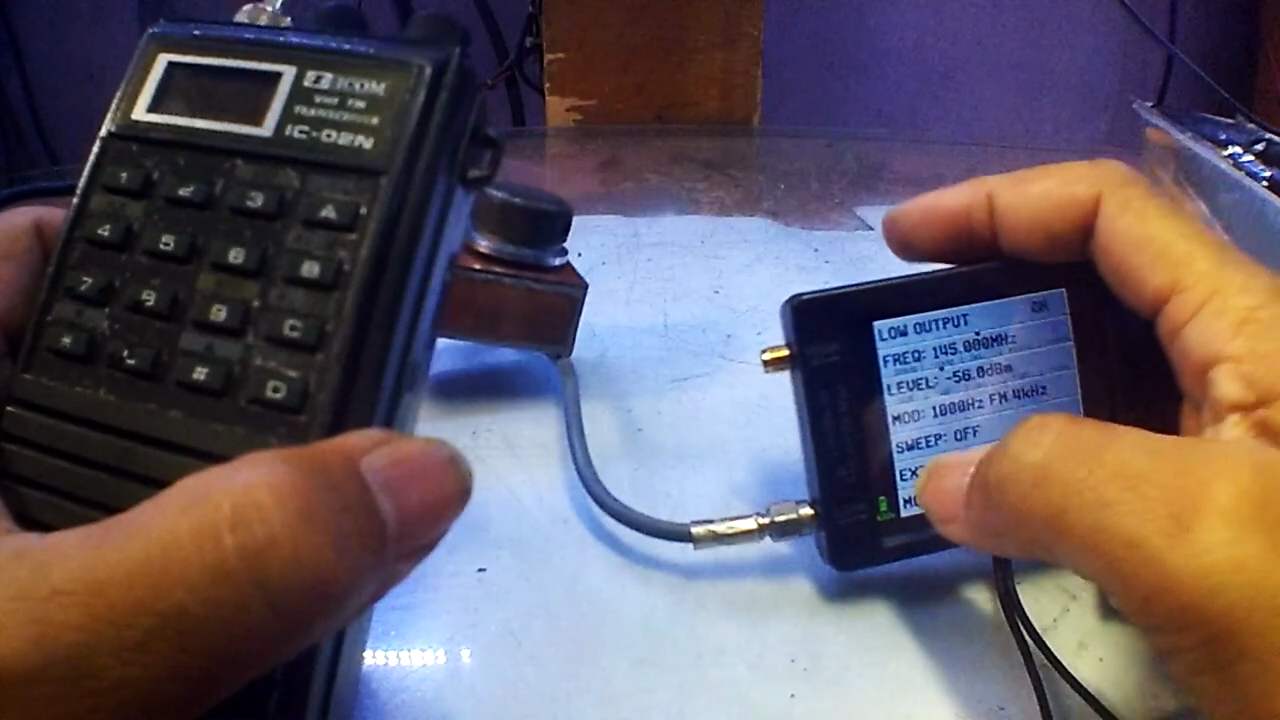 ICOM
VHF FM
TRANSCEIVER
IC-02N
1 2 3 A
4 5 6 B
7 8 9 C
* #
D
LOW OUTPUT
ON
FREQ: 145.000MHz
LEVEL: -56.0dBm
MOD: 1000Hz FM 4kHz
SWEEP: OFF